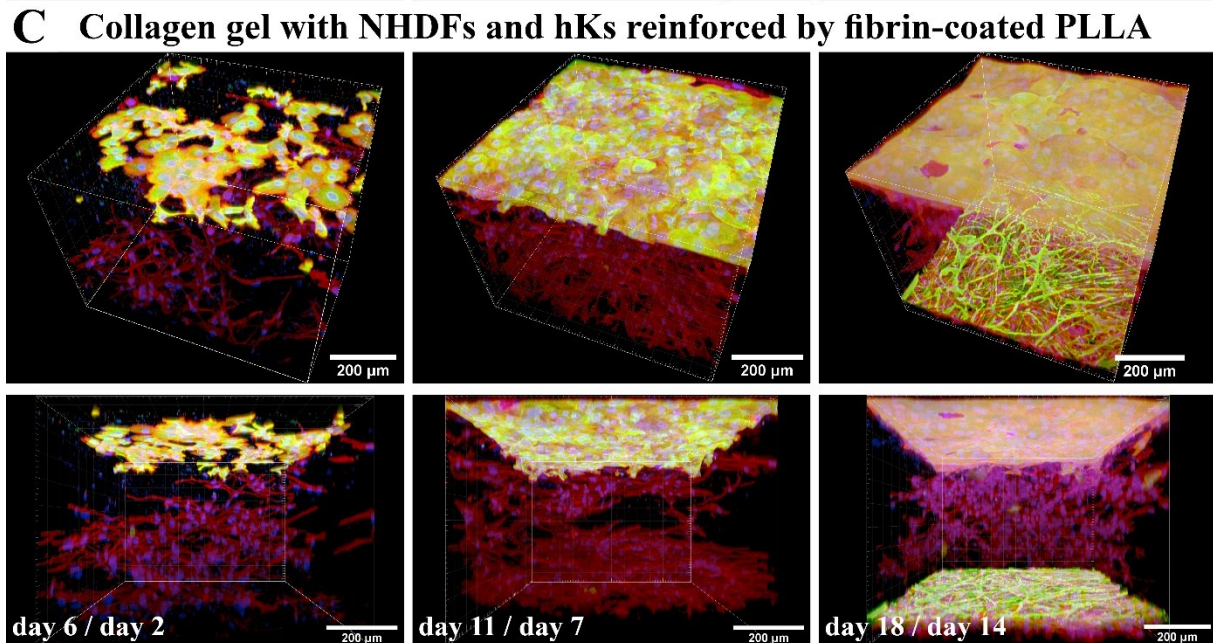 C Collagen gel with NHDFs and hKs reinforced by fibrin-coated PLLA
200 µm
200 µm
200 µm
day 6 / day 2
200 µm
day 11 / day 7
200 µm
day 18 / day 14
200 µm